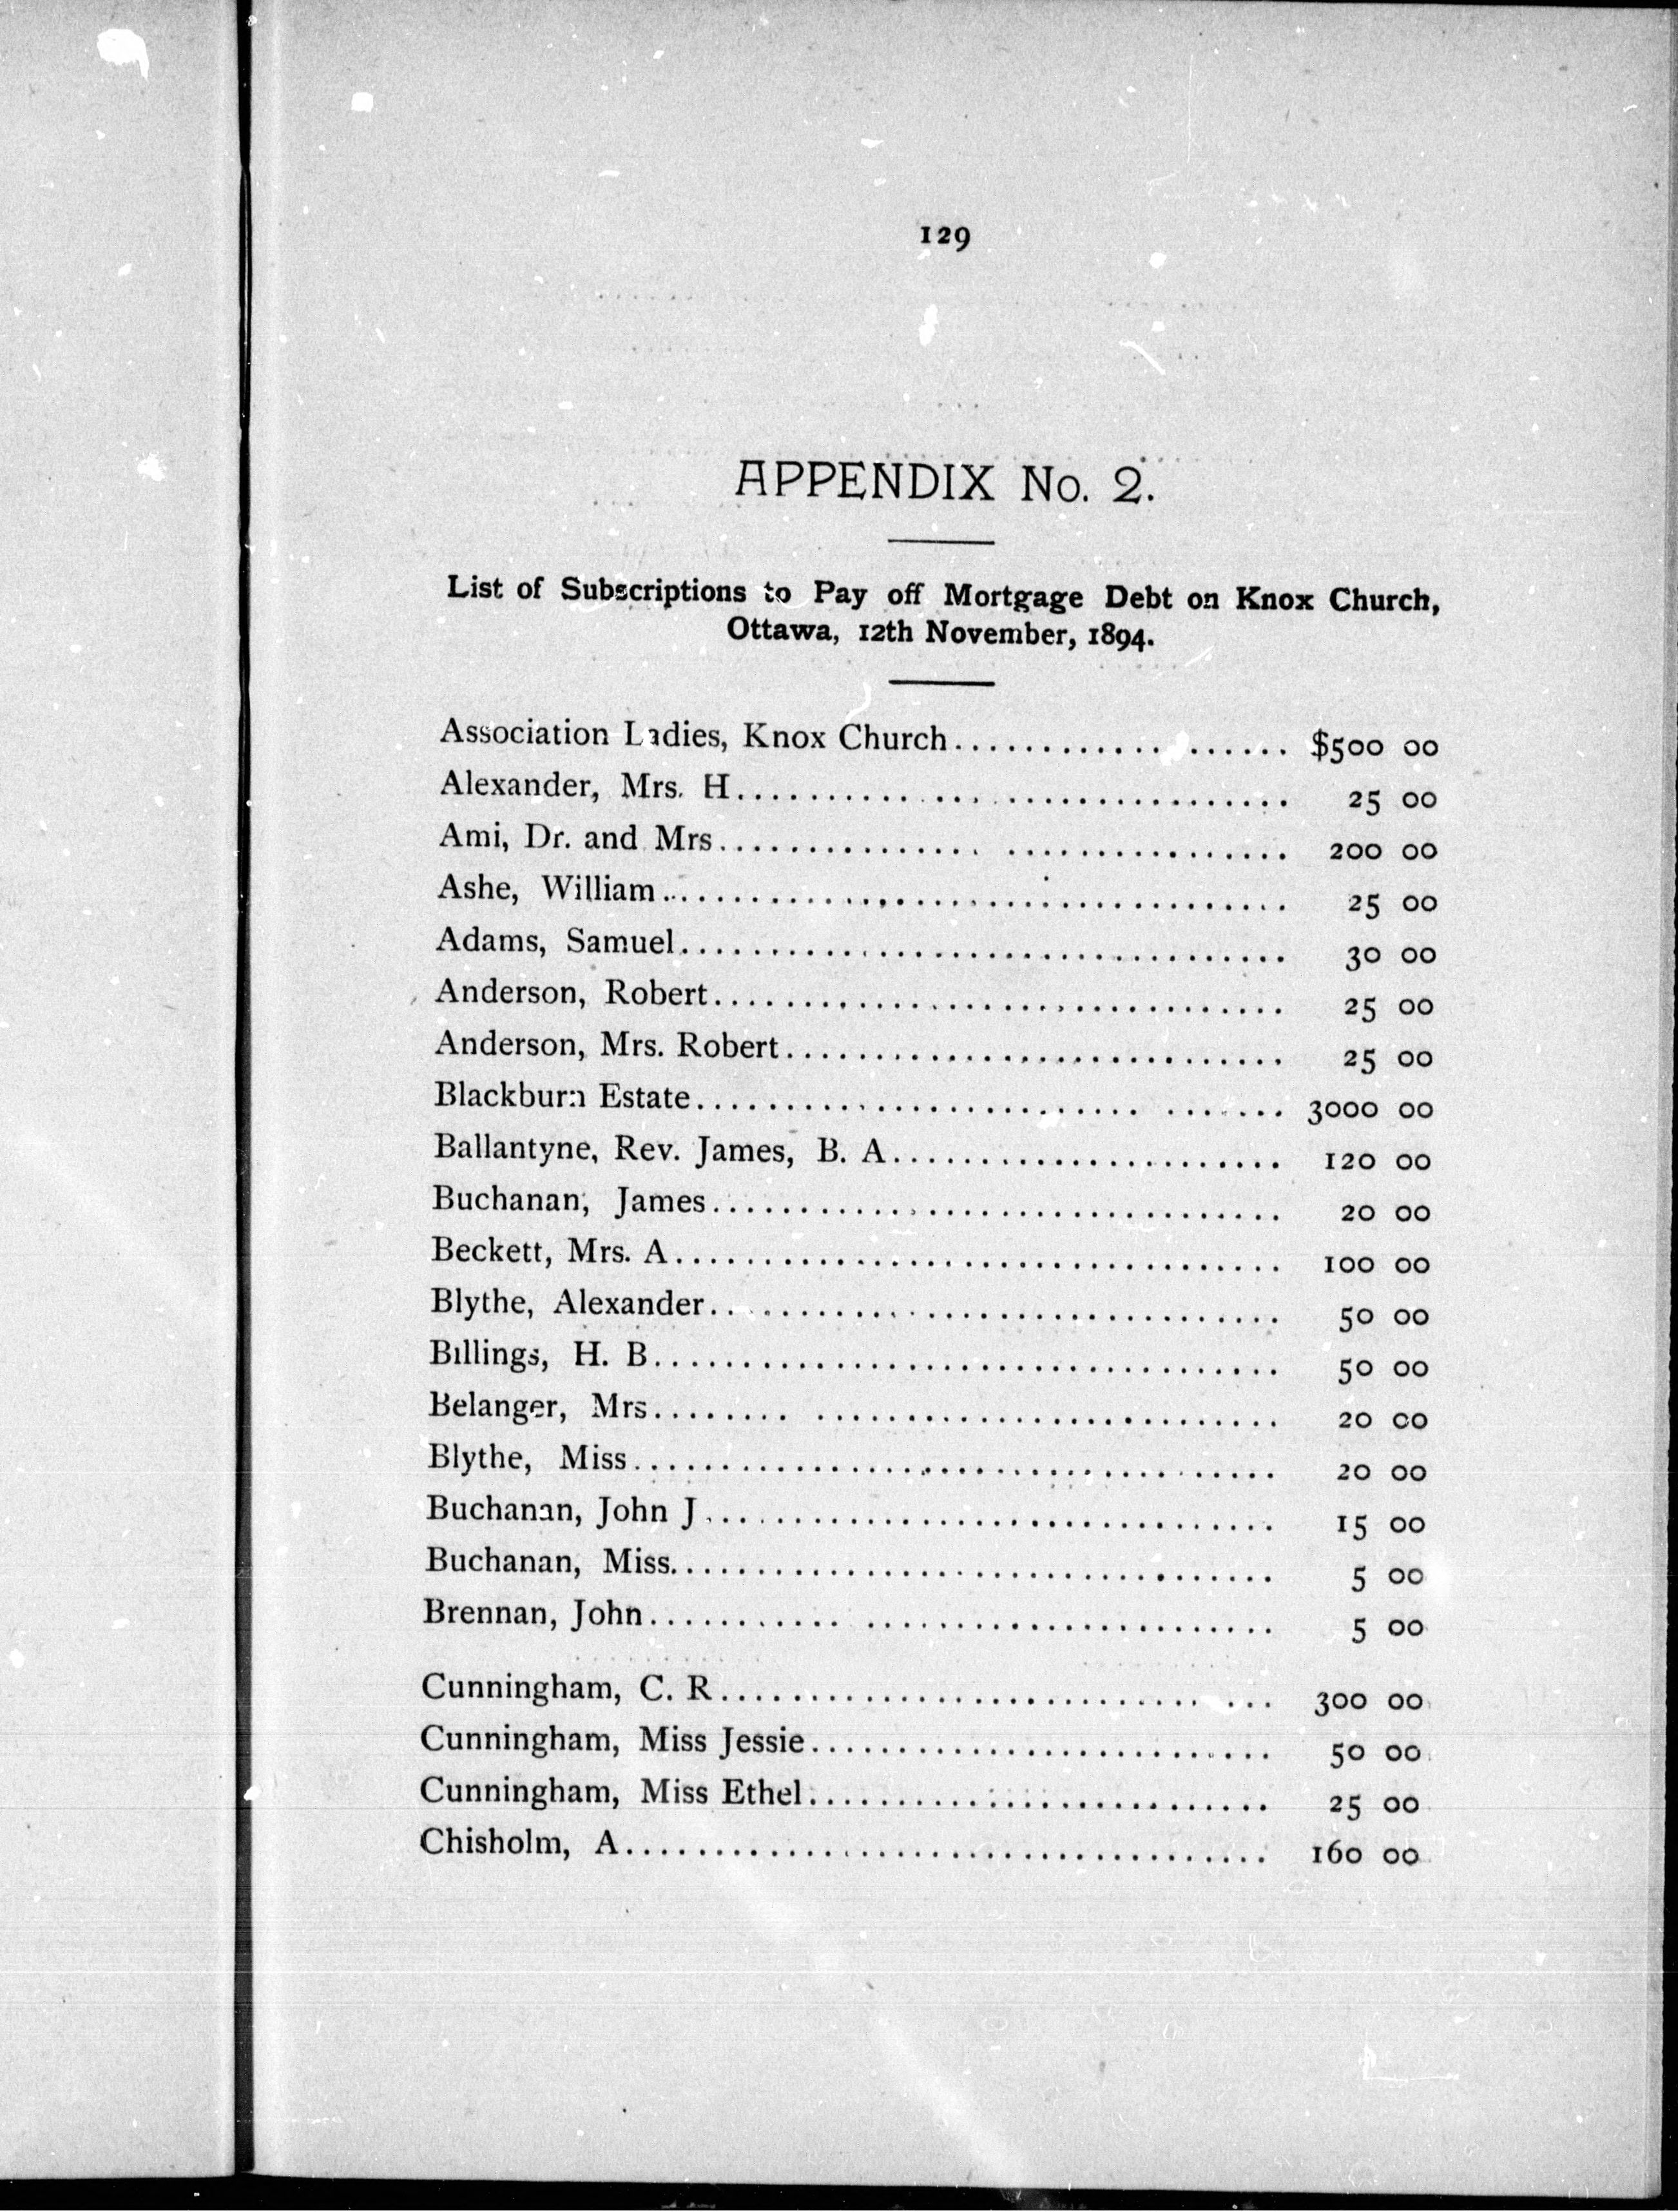 129
APPENDIX No. 2.
List of Subscriptions to Pay off Mortgage Debt on Knox Church,
Ottawa, 12th November, 1894.
Association Ladies, Knox Church.................... $500 00
Alexander, Mrs. H.................................. 25 00
Ami, Dr. and Mrs................................... 200 00
Ashe, William...................................... 25 00
Adams, Samuel...................................... 30 00
Anderson, Robert................................... 25 00
Anderson, Mrs. Robert.............................. 25 00
Blackburn Estate................................... 3000 00
Ballantyne, Rev. James, B. A....................... 120 00
Buchanan, James.................................... 20 00
Beckett, Mrs. A.................................... 100 00
Blythe, Alexander.................................. 50 00
Billings, H. B..................................... 50 00
Belanger, Mrs...................................... 20 00
Blythe, Miss....................................... 20 00
Buchanan, John J................................... 15 00
Buchanan, Miss..................................... 5 00
Brennan, John...................................... 5 00
Cunningham, C. R................................... 300 00
Cunningham, Miss Jessie............................ 50 00
Cunningham, Miss Ethel............................. 25 00
Chisholm, A........................................ 160 00